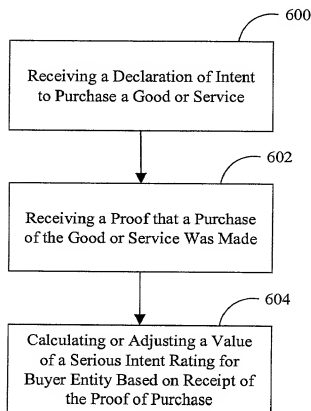 600
Receiving a Declaration of Intent
to Purchase a Good or Service
602
Receiving a Proof that a Purchase
of the Good or Service Was Made
604
Calculating or Adjusting a Value
of a Serious Intent Rating for
Buyer Entity Based on Receipt of
the Proof of Purchase